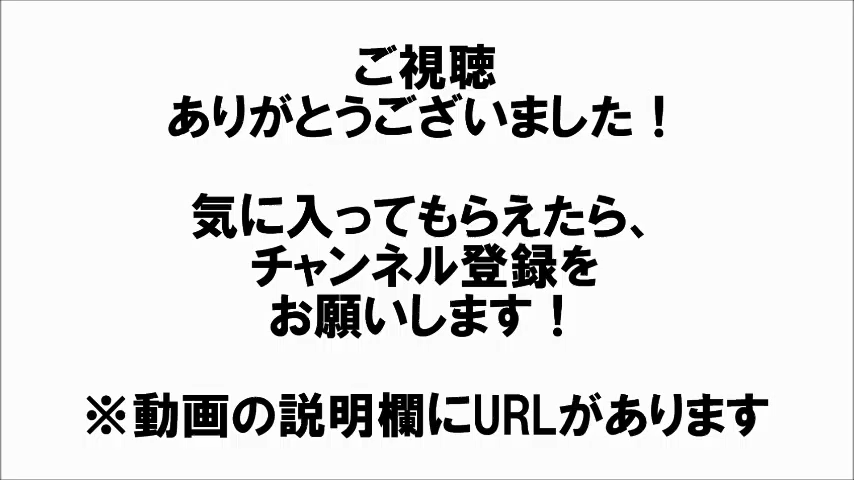 ご視聴
ありがとうございました！
気に入ってもらえたら、
チャンネル登録を
お願いします！
※動画の説明欄にURLがあります